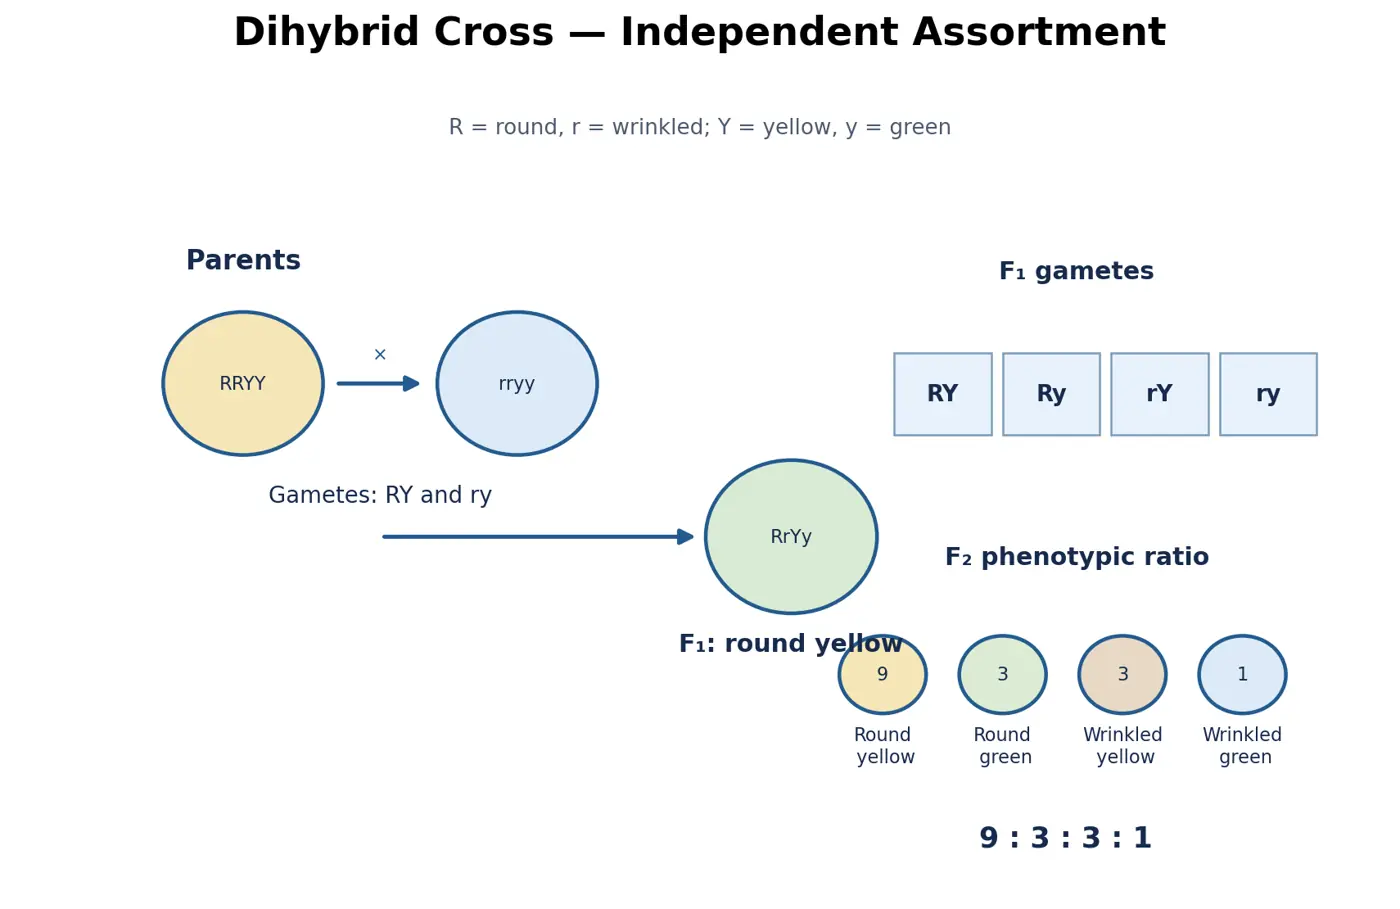 Dihybrid Cross — Independent Assortment
R = round, r = wrinkled; Y = yellow, y = green
Parents
RRYY
×
rryy
Gametes: RY and ry
RrYy
F₁: round yellow
F₁ gametes
RY Ry rY ry
F₂ phenotypic ratio
9 3 3 1
Round Round Wrinkled Wrinkled
yellow green yellow green
9 : 3 : 3 : 1